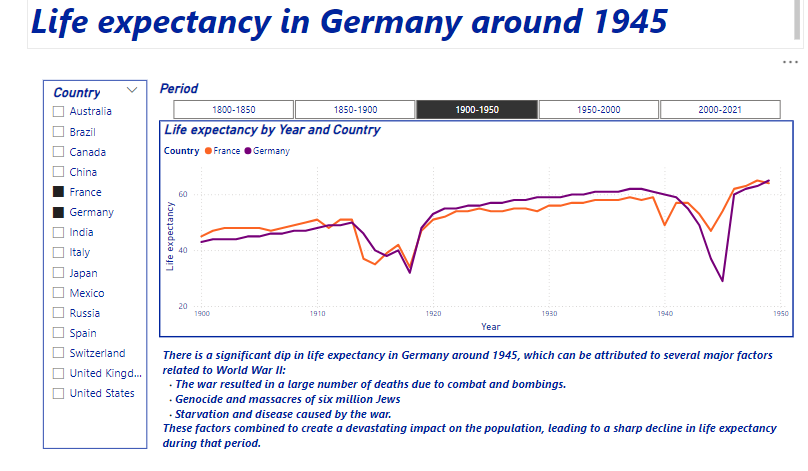 Life expectancy in Germany around 1945
Country
Australia
Brazil
Canada
China
France
Germany
India
Italy
Japan
Mexico
Russia
Spain
Switzerland
United Kingd...
United States
Period
1800-1850 1850-1900 1900-1950 1950-2000 2000-2021
Life expectancy by Year and Country
Country France Germany
Life expectancy
60
40
20
1900 1910 1920 1930 1940 1950
Year
There is a significant dip in life expectancy in Germany around 1945, which can be attributed to several major factors
related to World War II:
· The war resulted in a large number of deaths due to combat and bombings.
· Genocide and massacres of six million Jews
· Starvation and disease caused by the war.
These factors combined to create a devastating impact on the population, leading to a sharp decline in life expectancy
during that period.